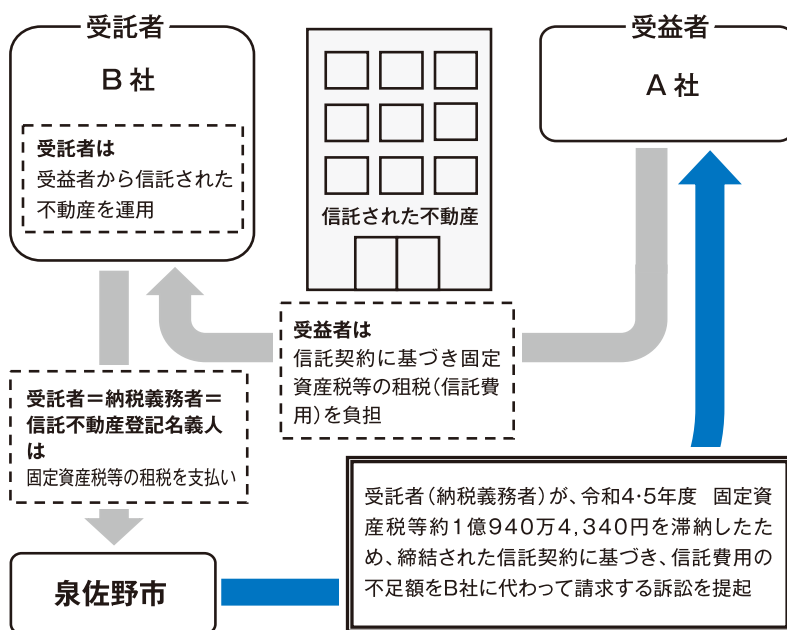 受託者
B社
受託者は
受益者から信託された
不動産を運用
信託された不動産
受益者
A社
受益者は
信託契約に基づき固定
資産税等の租税(信託費
用)を負担
受託者=納税義務者=
信託不動産登記名義人
は
固定資産税等の租税を支払い
泉佐野市
受託者(納税義務者)が、令和4・5年度 固定資
産税等約1億940万4,340円を滞納したた
め、締結された信託契約に基づき、信託費用の
不足額をB社に代わって請求する訴訟を提起